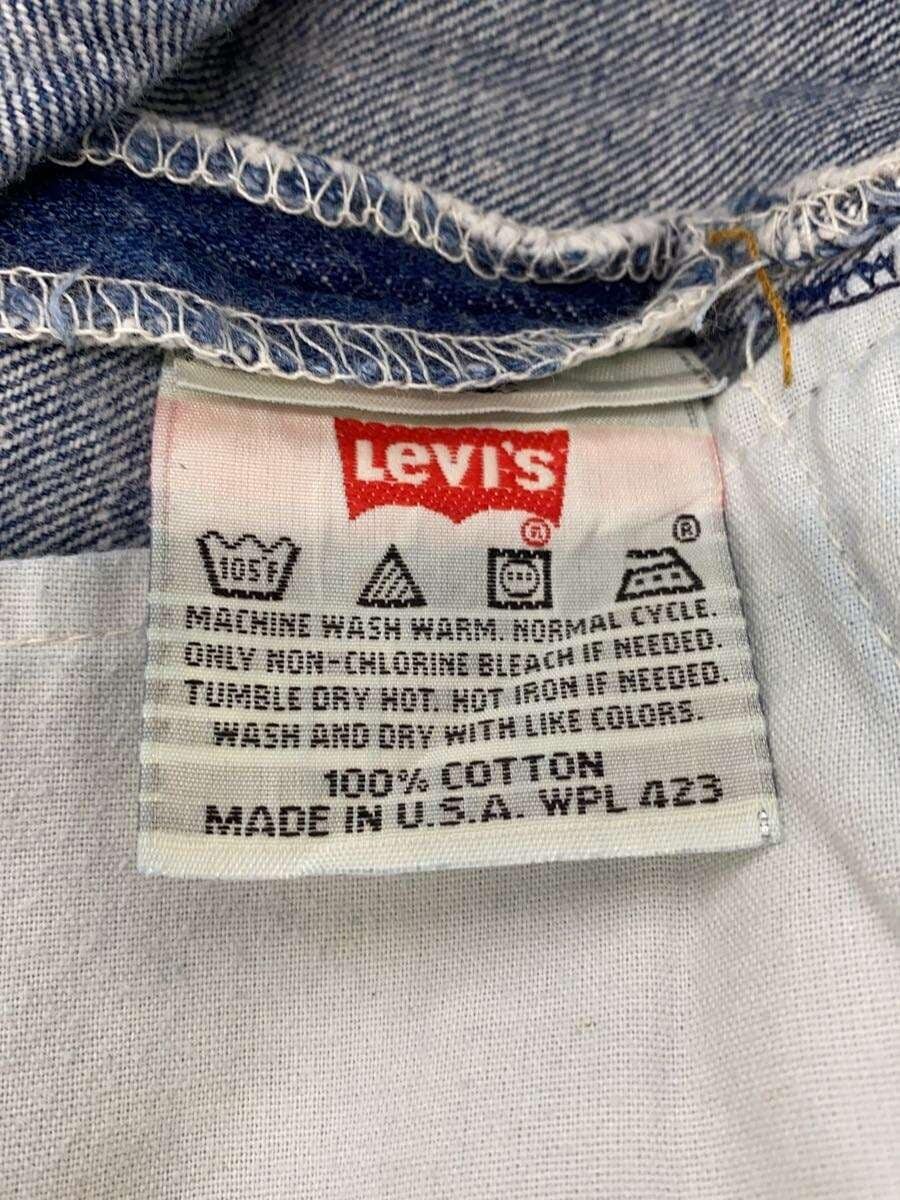 Levi's
®
105°F
MACHINE WASH WARM. NORMAL CYCLE.
ONLY NON-CHLORINE BLEACH IF NEEDED.
TUMBLE DRY HOT. HOT IRON IF NEEDED.
WASH AND DRY WITH LIKE COLORS.
100% COTTON
MADE IN U.S.A. WPL 423